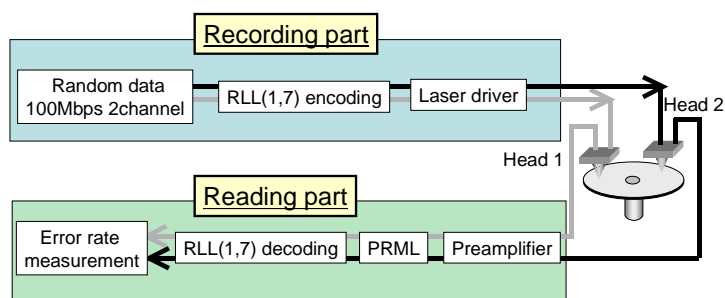 Recording part
Random data
100Mbps 2channel
RLL(1,7) encoding
Laser driver
Head 2
Head 1
Reading part
Error rate
measurement
RLL(1,7) decoding
PRML
Preamplifier